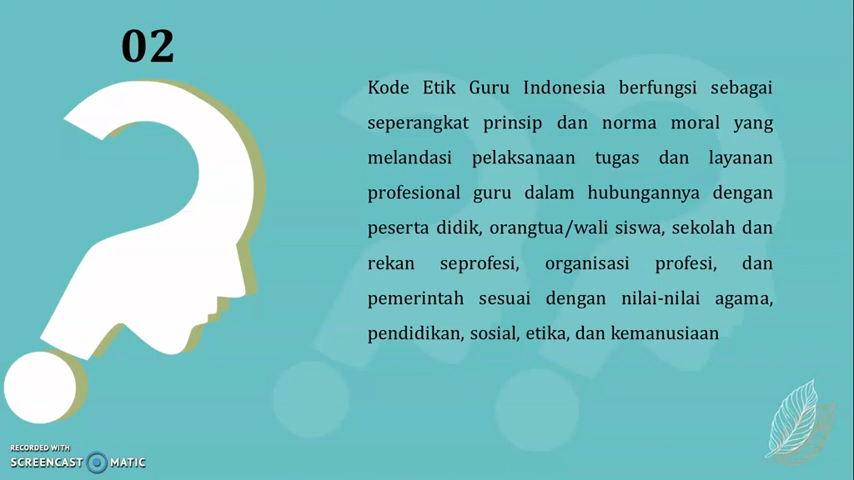 02
Kode Etik Guru Indonesia berfungsi sebagai
seperangkat prinsip dan norma moral yang
melandasi pelaksanaan tugas dan layanan
profesional guru dalam hubungannya dengan
peserta didik, orangtua/wali siswa, sekolah dan
rekan seprofesi, organisasi profesi, dan
pemerintah sesuai dengan nilai-nilai agama,
pendidikan, sosial, etika, dan kemanusiaan
RECORDED WITH
SCREENCAST MATIC